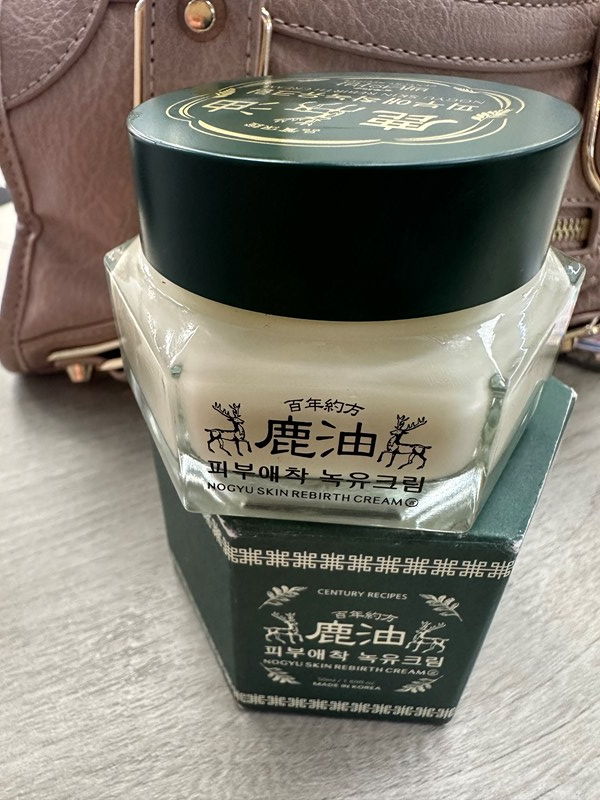 百年約方
鹿油
피부애착 녹유크림
NOGYU SKIN REBIRTH CREAM
CENTURY RECIPES
百年約方
鹿油
피부애착 녹유크림
NOGYU SKIN REBIRTH CREAM
MADE IN KOREA